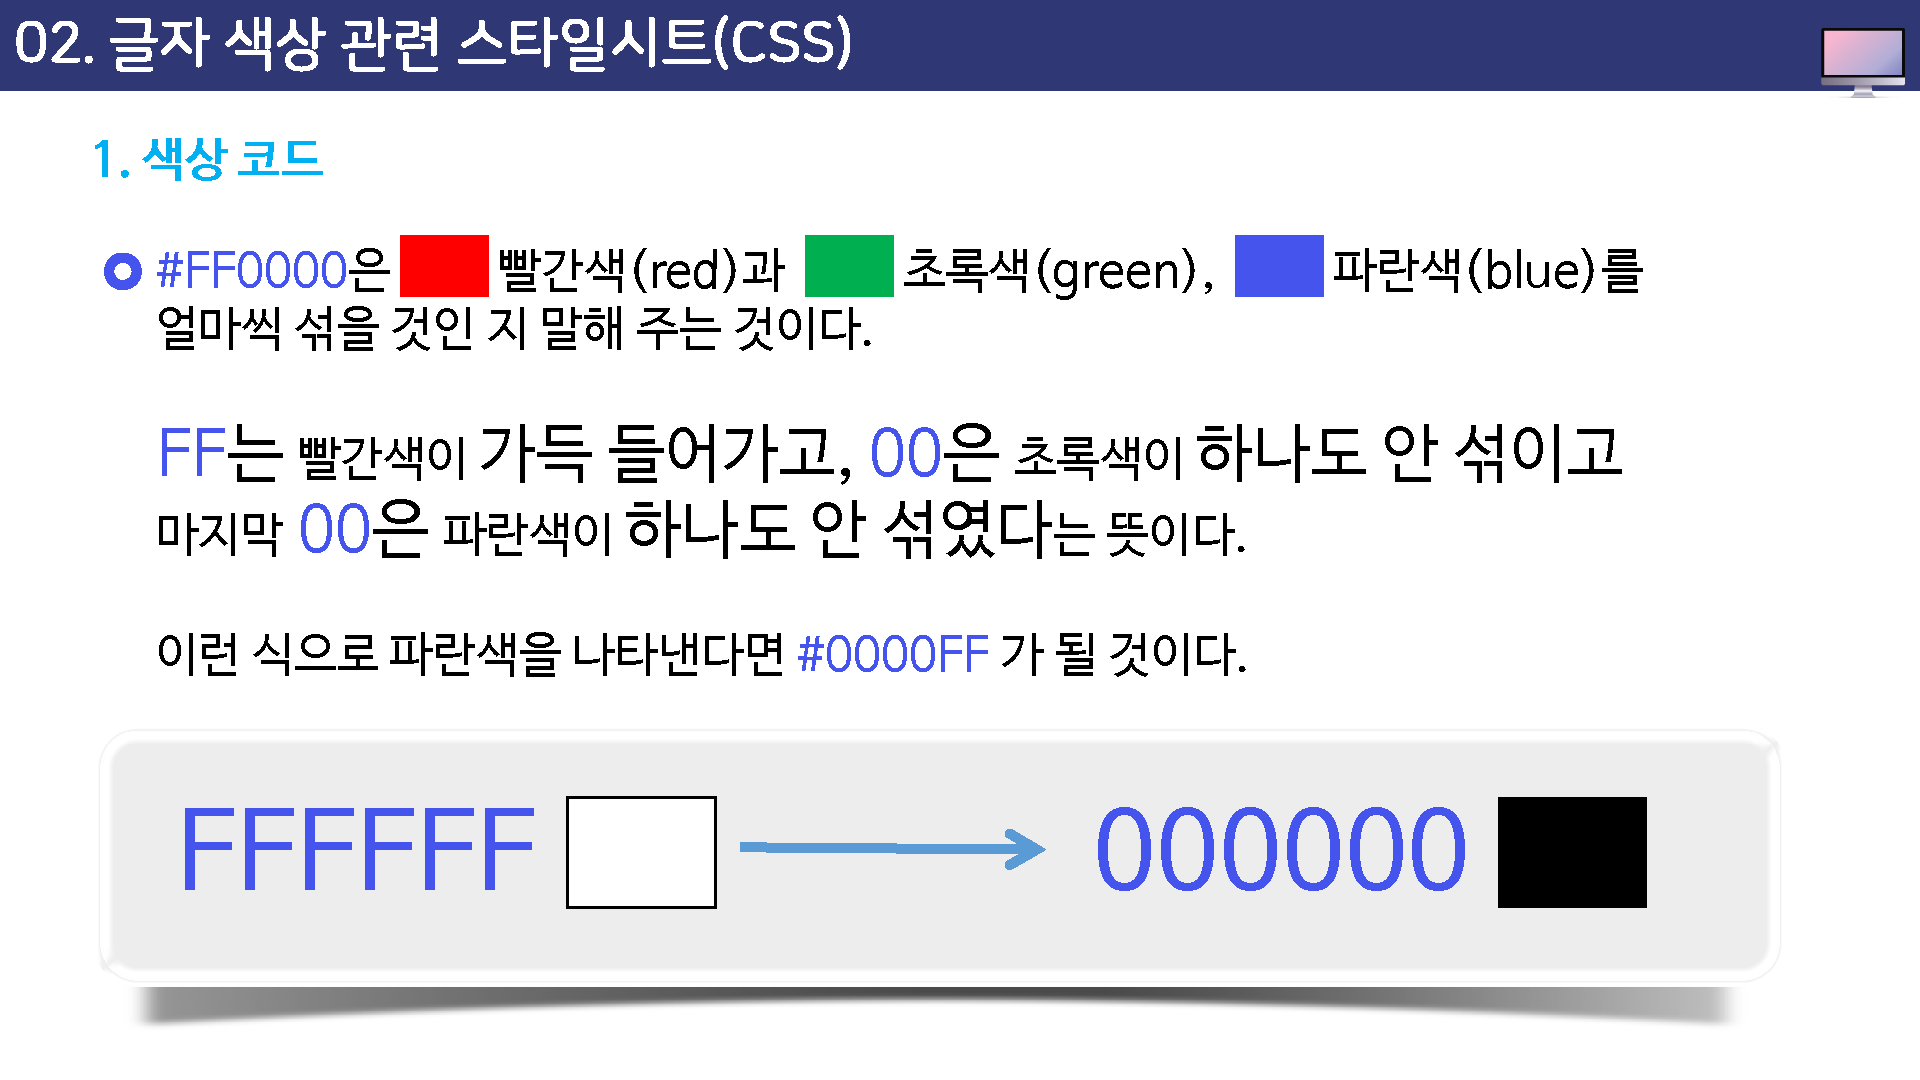 02. 글자 색상 관련 스타일시트(CSS)
1. 색상 코드
#FF0000은 빨간색(red)과 초록색(green), 파란색(blue)를
얼마씩 섞을 것인 지 말해 주는 것이다.
FF는 빨간색이 가득 들어가고, 00은 초록색이 하나도 안 섞이고
마지막 00은 파란색이 하나도 안 섞였다는 뜻이다.
이런 식으로 파란색을 나타낸다면 #0000FF 가 될 것이다.
FFFFFF 000000